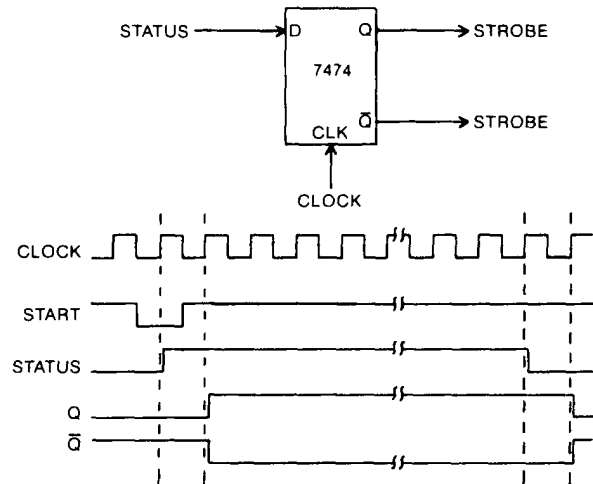 STATUS D Q STROBE
7474
Q̅ STROBE
CLK
CLOCK
CLOCK
START
STATUS
Q
Q̅